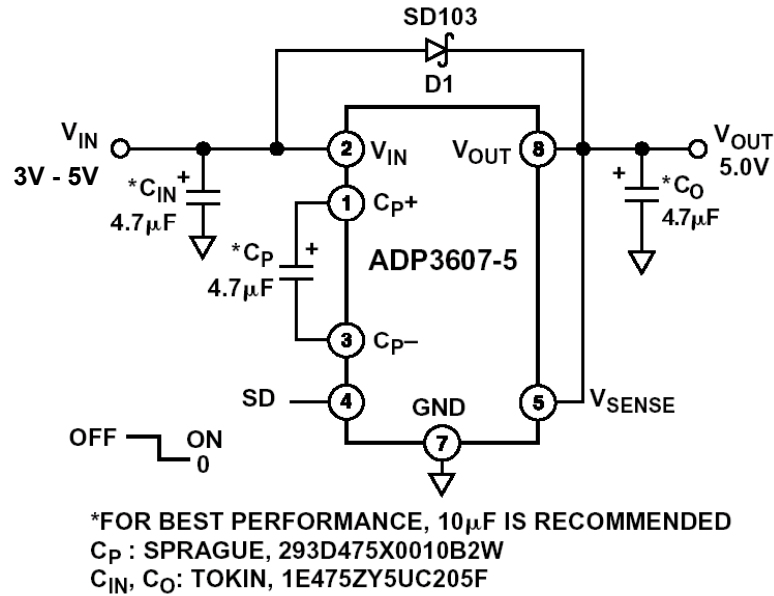 SD103
D1
V_IN
3V - 5V
*C_IN +
4.7μF
2 V_IN
V_OUT 8
1 C_P+
*C_P +
4.7μF
ADP3607-5
3 C_P–
SD 4
GND
7
5 V_SENSE
+ *C_O
4.7μF
V_OUT
5.0V
OFF ON
0
*FOR BEST PERFORMANCE, 10μF IS RECOMMENDED
C_P : SPRAGUE, 293D475X0010B2W
C_IN, C_O: TOKIN, 1E475ZY5UC205F